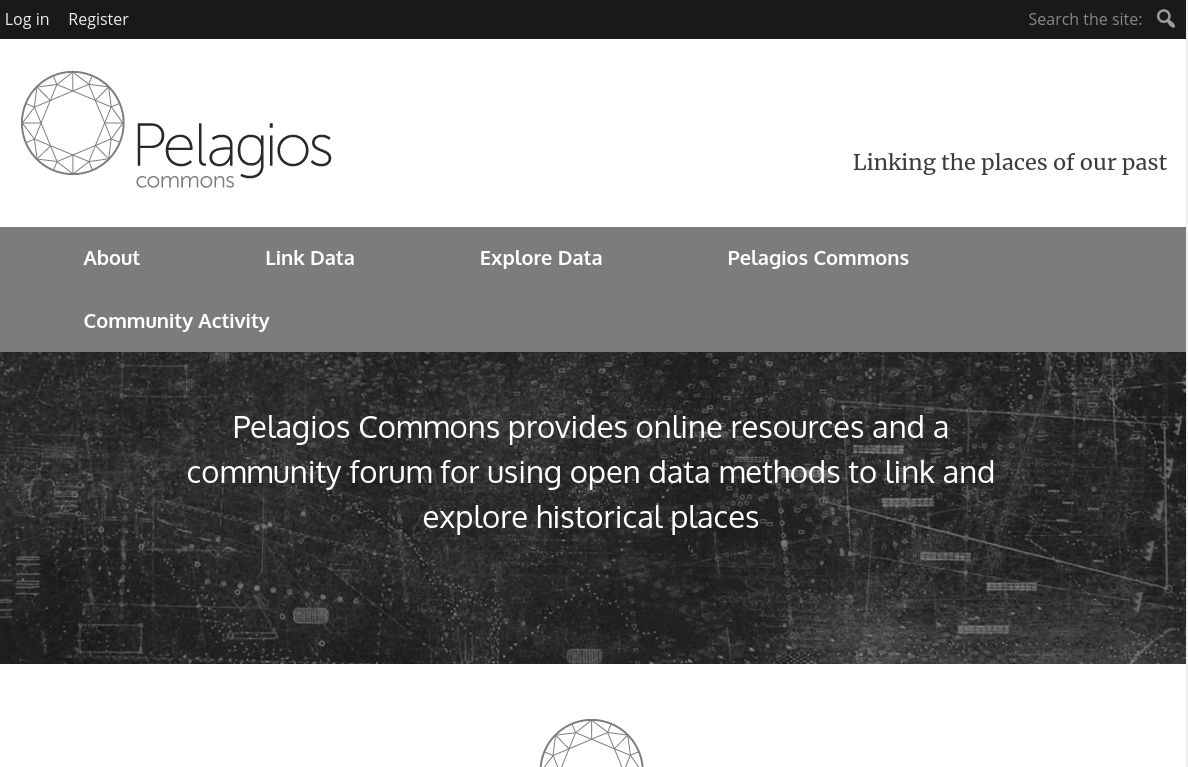 Log in Register Search the site:
Pelagios
commons
Linking the places of our past
About Link Data Explore Data Pelagios Commons
Community Activity
Pelagios Commons provides online resources and a
community forum for using open data methods to link and
explore historical places